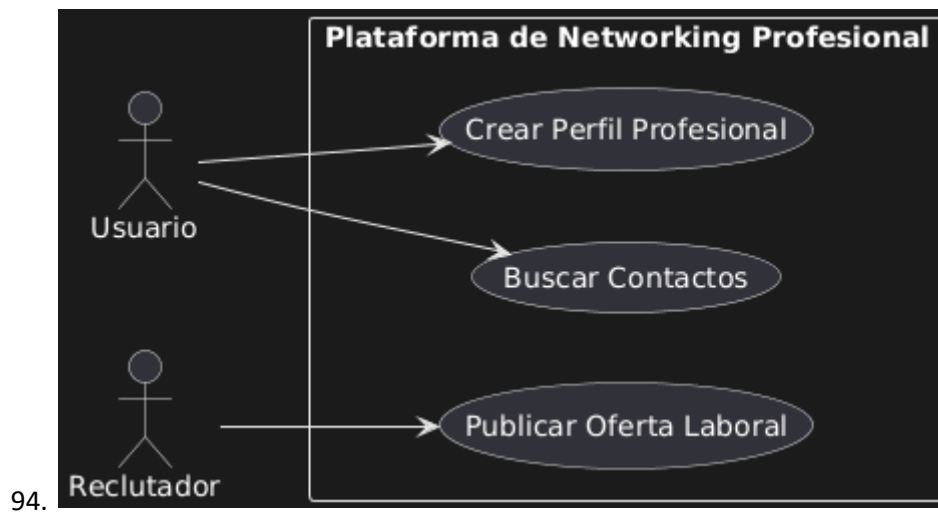 Plataforma de Networking Profesional
Crear Perfil Profesional
Usuario
Buscar Contactos
Publicar Oferta Laboral
Reclutador
94.